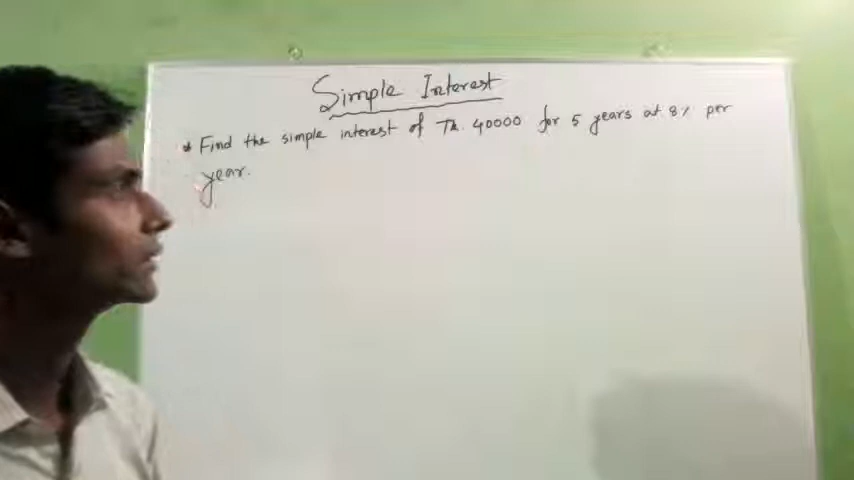 Simple Interest
* Find the simple interest of Tk. 40000 for 5 years at 8% per
year.